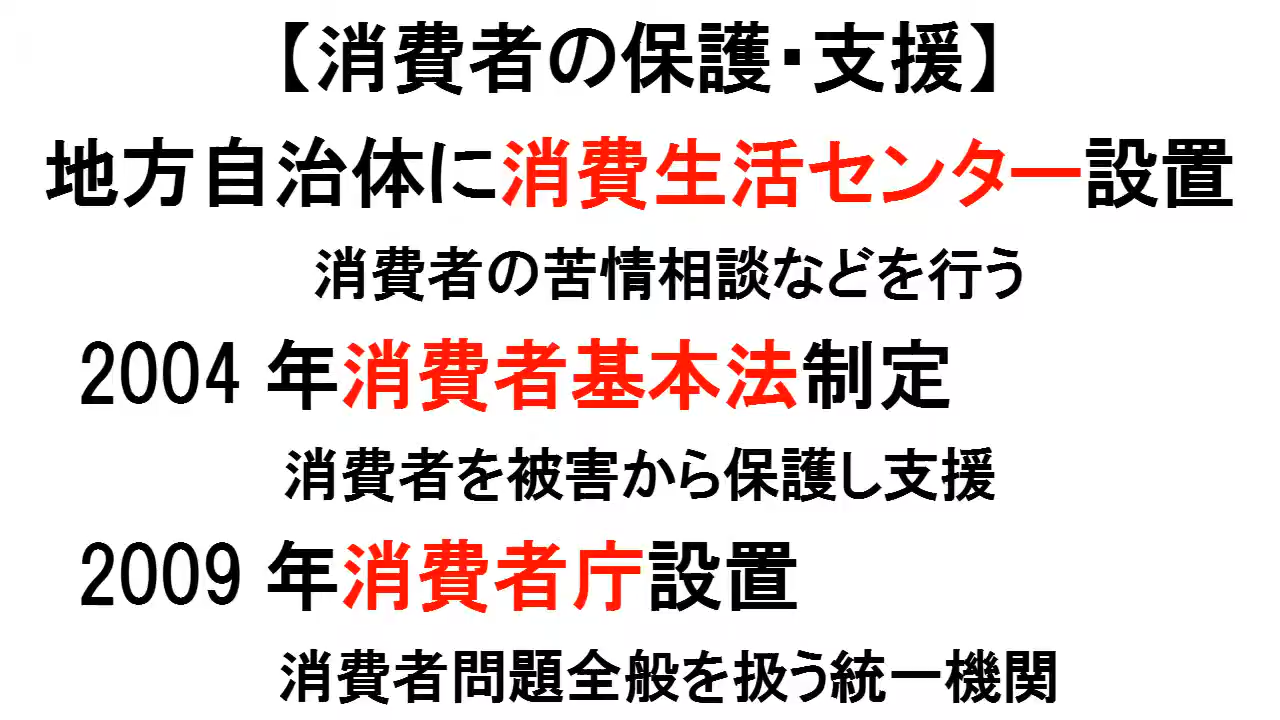 【消費者の保護・支援】
地方自治体に消費生活センター設置
消費者の苦情相談などを行う
2004 年消費者基本法制定
消費者を被害から保護し支援
2009 年消費者庁設置
消費者問題全般を扱う統一機関